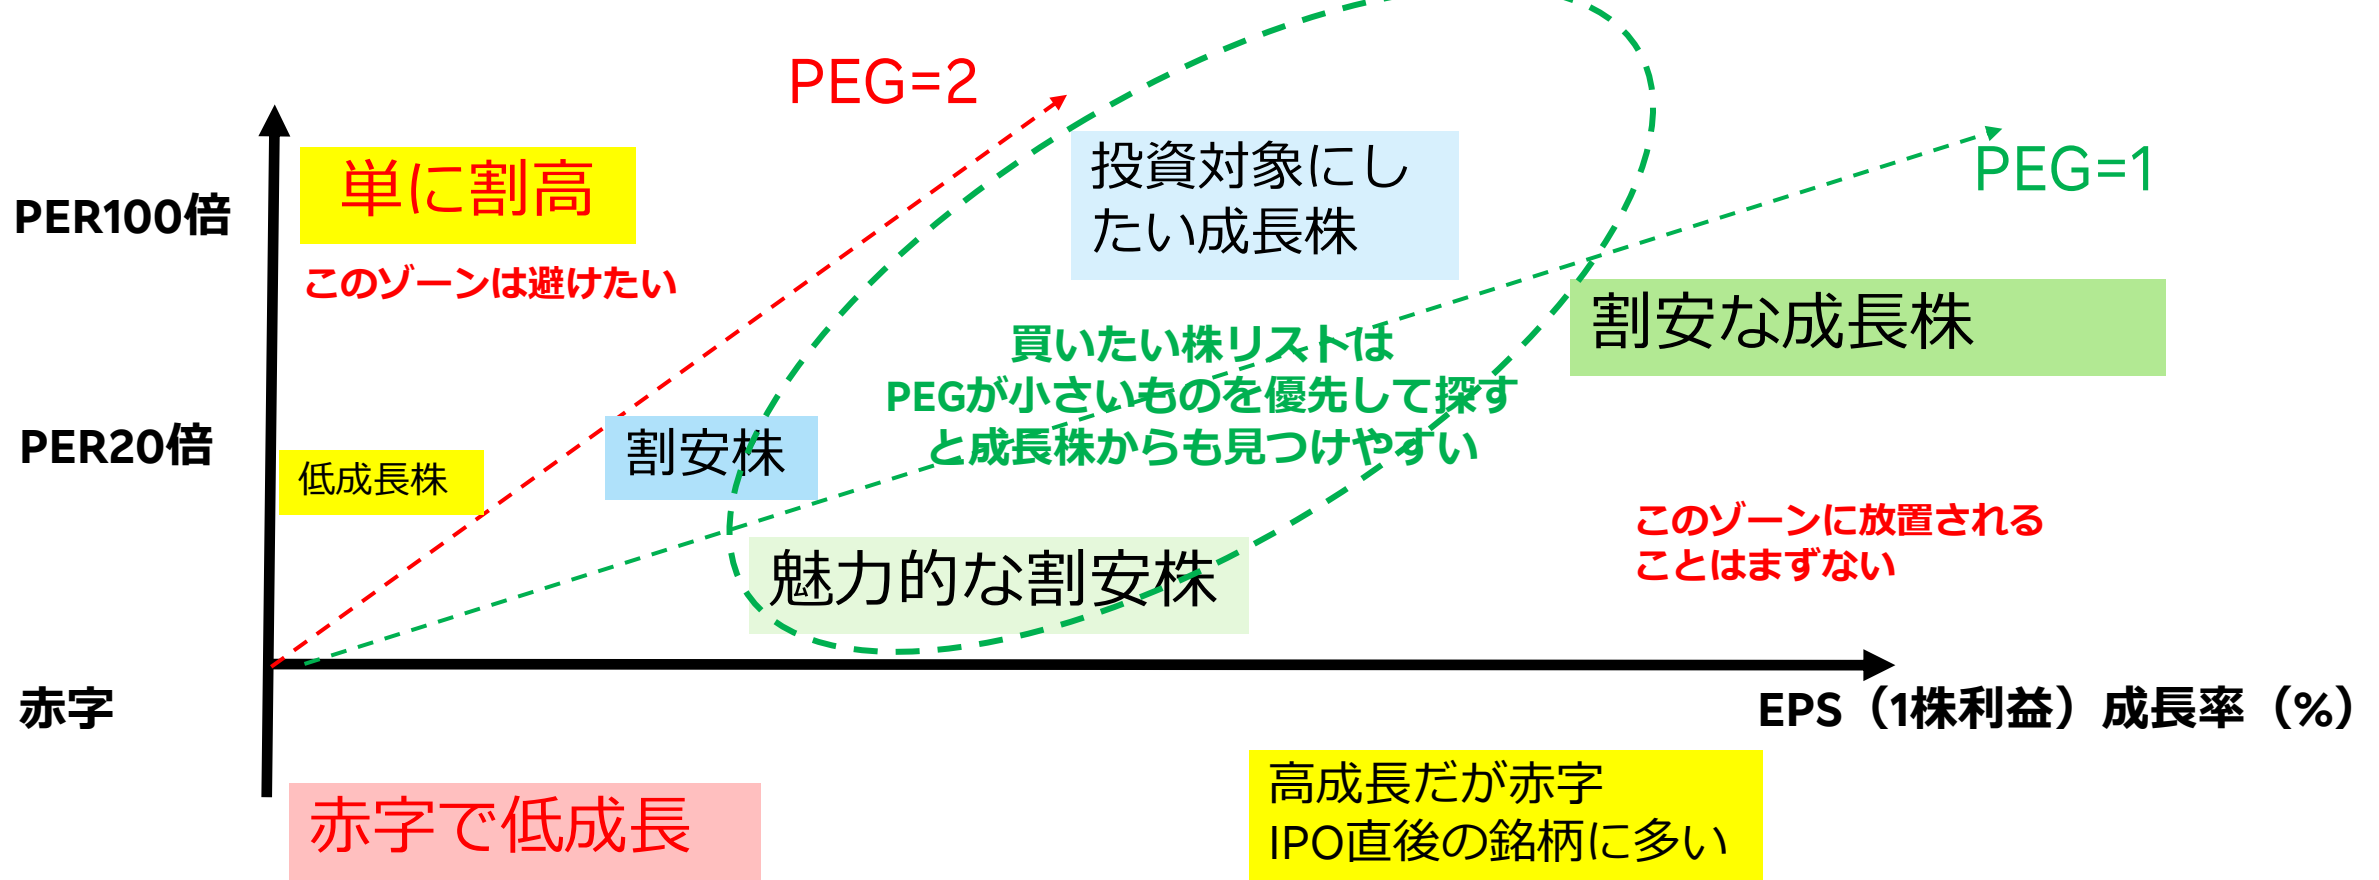 PEG=2
PEG=1
PER100倍
単に割高
このゾーンは避けたい
投資対象にし
たい成長株
割安な成長株
買いたい株リストは
PEGが小さいものを優先して探す
と成長株からも見つけやすい
PER20倍
低成長株
割安株
魅力的な割安株
このゾーンに放置される
ことはまずない
赤字
EPS（1株利益）成長率（%）
赤字で低成長
高成長だが赤字
IPO直後の銘柄に多い